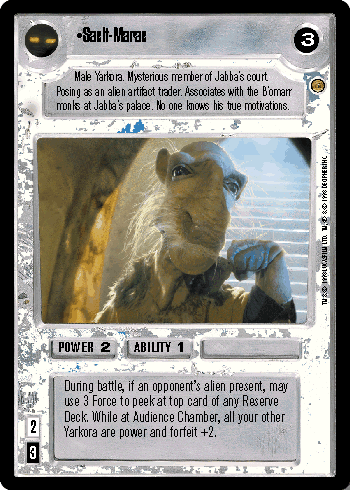 •Saelt-Marae
3
Male Yarkora. Mysterious member of Jabba's court.
Posing as an alien artifact trader. Associates with the B'omarr
monks at Jabba's palace. No one knows his true motivations.
POWER 2 ABILITY 1
During battle, if an opponent's alien present, may
use 3 Force to peek at top card of any Reserve
Deck. While at Audience Chamber, all your other
Yarkora are power and forfeit +2.
2
3